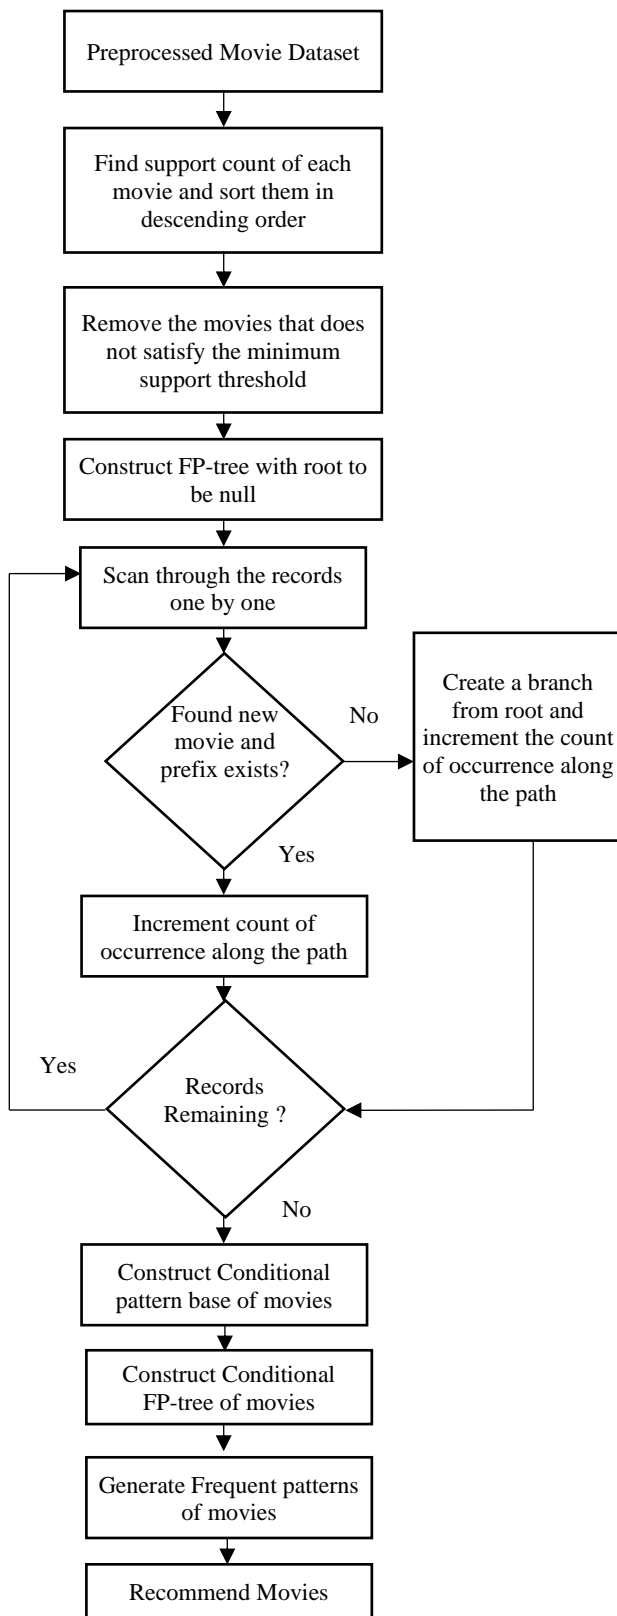 Preprocessed Movie Dataset
Find support count of each
movie and sort them in
descending order
Remove the movies that does
not satisfy the minimum
support threshold
Construct FP-tree with root to
be null
Scan through the records
one by one
Found new
movie and
prefix exists?
No
Create a branch
from root and
increment the count
of occurrence along
the path
Yes
Increment count of
occurrence along the path
Yes
Records
Remaining ?
No
Construct Conditional
pattern base of movies
Construct Conditional
FP-tree of movies
Generate Frequent patterns
of movies
Recommend Movies